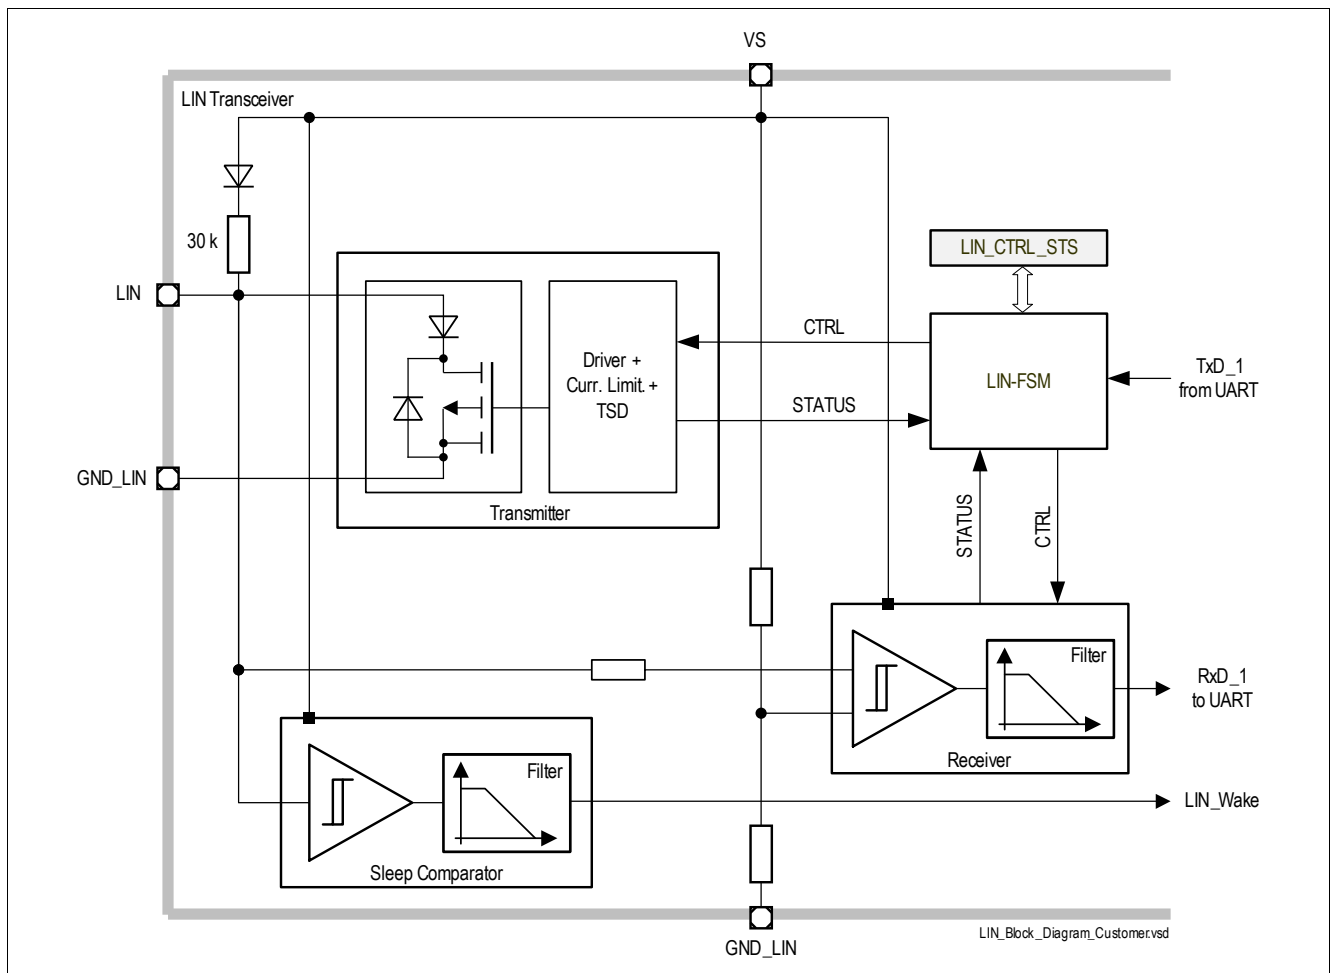 VS
LIN Transceiver
30 k
LIN
LIN_CTRL_STS
CTRL
Driver +
Curr. Limit. +
TSD
LIN-FSM
TxD_1
from UART
STATUS
GND_LIN
Transmitter
STATUS
CTRL
Filter
RxD_1
to UART
Receiver
Filter
LIN_Wake
Sleep Comparator
GND_LIN
LIN_Block_Diagram_Customer.vsd